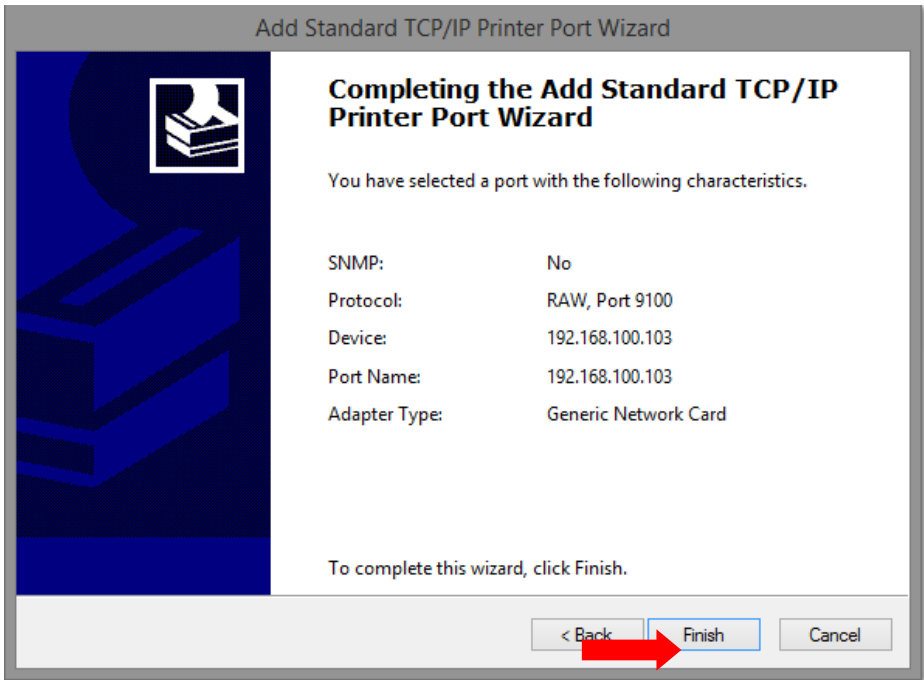 Add Standard TCP/IP Printer Port Wizard
Completing the Add Standard TCP/IP
Printer Port Wizard
You have selected a port with the following characteristics.
SNMP: No
Protocol: RAW, Port 9100
Device: 192.168.100.103
Port Name: 192.168.100.103
Adapter Type: Generic Network Card
To complete this wizard, click Finish.
< Back Finish Cancel